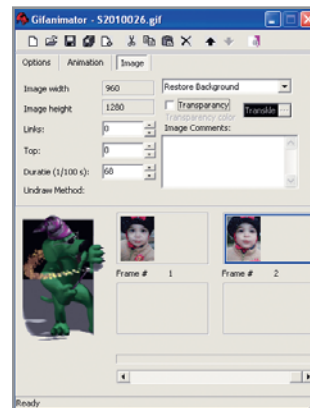 Gifanimator - S2010026.gif
Options Animation Image
Image width 960
Restore Background
Image height 1280
Transparancy
Transparency color
Links: 0
Image Comments:
Top: 0
Duratie (1/100 s): 60
Undraw Method:
Frame # 1
Frame # 2
Ready